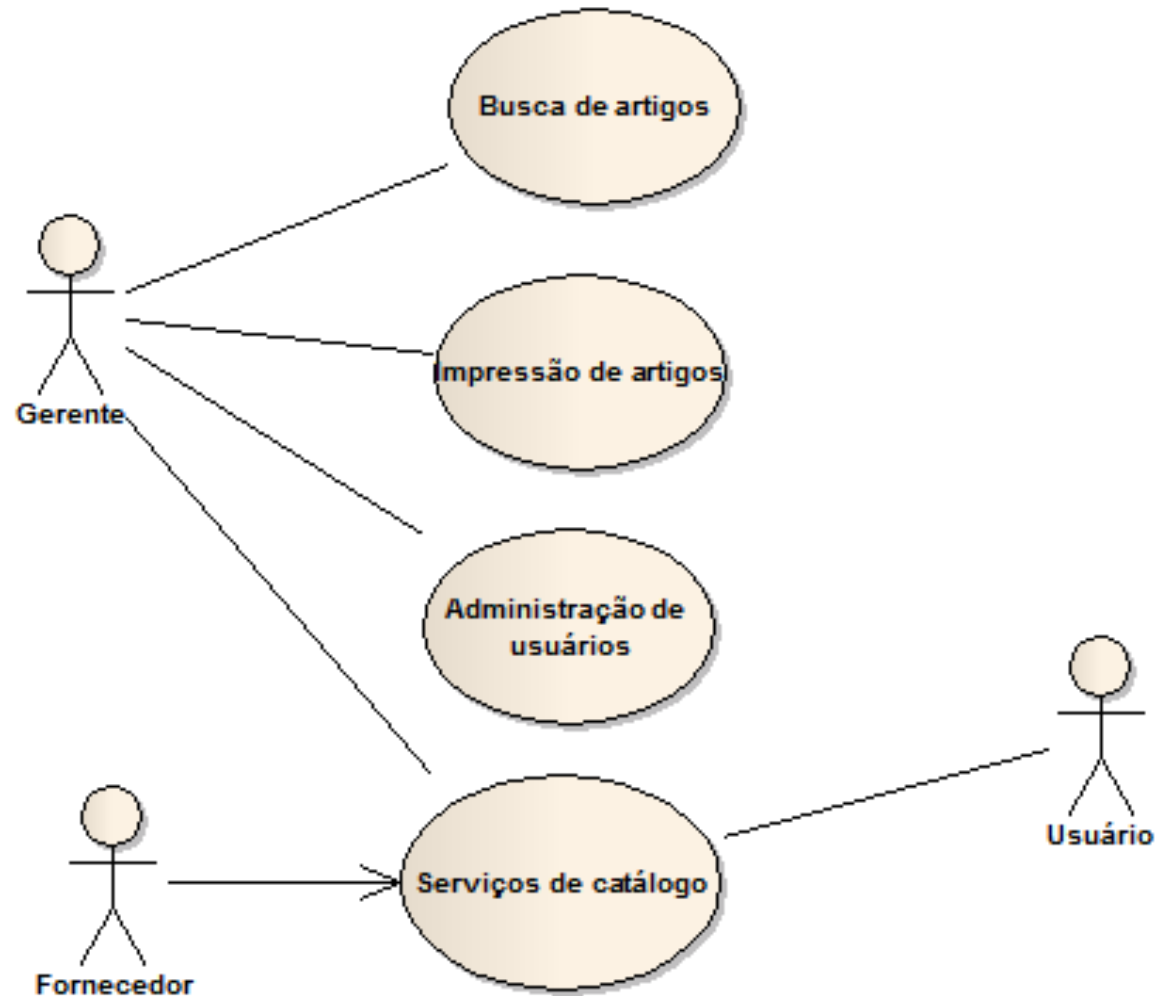 Busca de artigos
Impressão de artigos
Gerente
Administração de
usuários
Usuário
Serviços de catálogo
Fornecedor